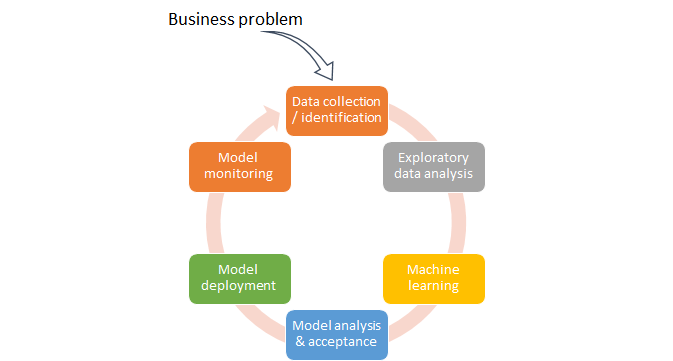 Business problem
Data collection
/ identification
Exploratory
data analysis
Machine
learning
Model analysis
& acceptance
Model
deployment
Model
monitoring